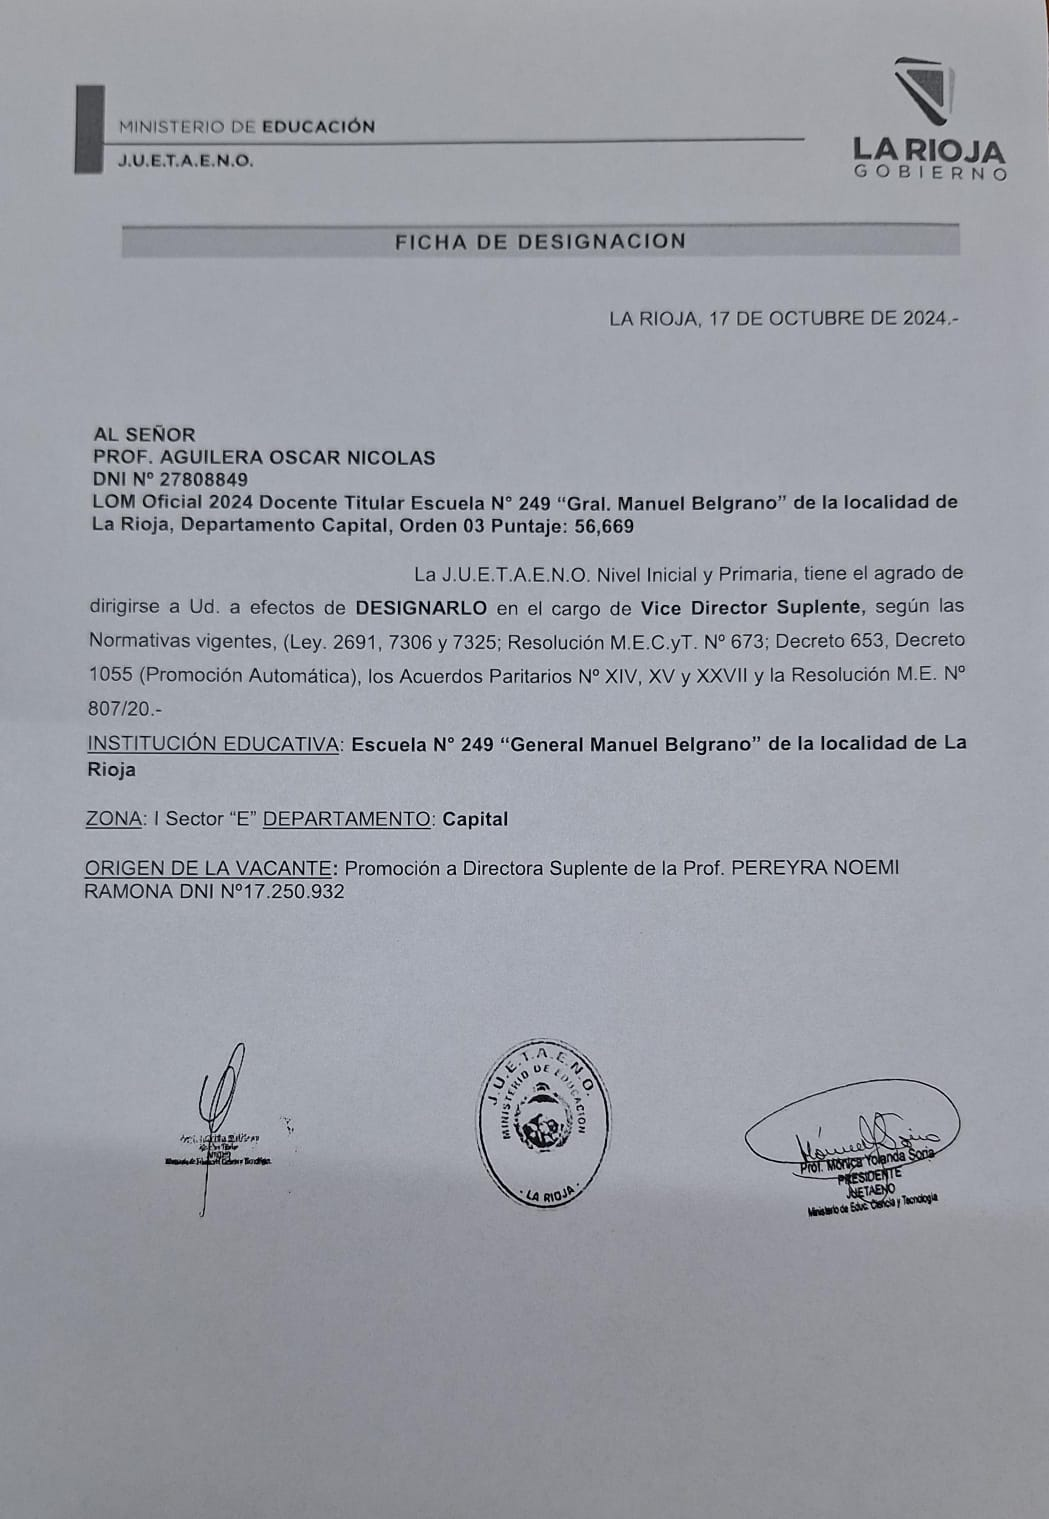 MINISTERIO DE EDUCACIÓN
J.U.E.T.A.E.N.O.
LA RIOJA
GOBIERNO
FICHA DE DESIGNACION
LA RIOJA, 17 DE OCTUBRE DE 2024.-
AL SEÑOR
PROF. AGUILERA OSCAR NICOLAS
DNI Nº 27808849
LOM Oficial 2024 Docente Titular Escuela N° 249 “Gral. Manuel Belgrano” de la localidad de
La Rioja, Departamento Capital, Orden 03 Puntaje: 56,669
La J.U.E.T.A.E.N.O. Nivel Inicial y Primaria, tiene el agrado de
dirigirse a Ud. a efectos de DESIGNARLO en el cargo de Vice Director Suplente, según las
Normativas vigentes, (Ley. 2691, 7306 y 7325; Resolución M.E.C.yT. Nº 673; Decreto 653, Decreto
1055 (Promoción Automática), los Acuerdos Paritarios Nº XIV, XV y XXVII y la Resolución M.E. Nº
807/20.-
INSTITUCIÓN EDUCATIVA: Escuela N° 249 “General Manuel Belgrano” de la localidad de La
Rioja
ZONA: I Sector “E” DEPARTAMENTO: Capital
ORIGEN DE LA VACANTE: Promoción a Directora Suplente de la Prof. PEREYRA NOEMI
RAMONA DNI Nº17.250.932
J.U.E.T.A.E.N.O.
MINISTERIO DE EDUCACION
- LA RIOJA -
Prof. Mónica Yolanda Soria
PRESIDENTE
JUETAENO
Ministerio de Educ. Ciencia y Tecnología